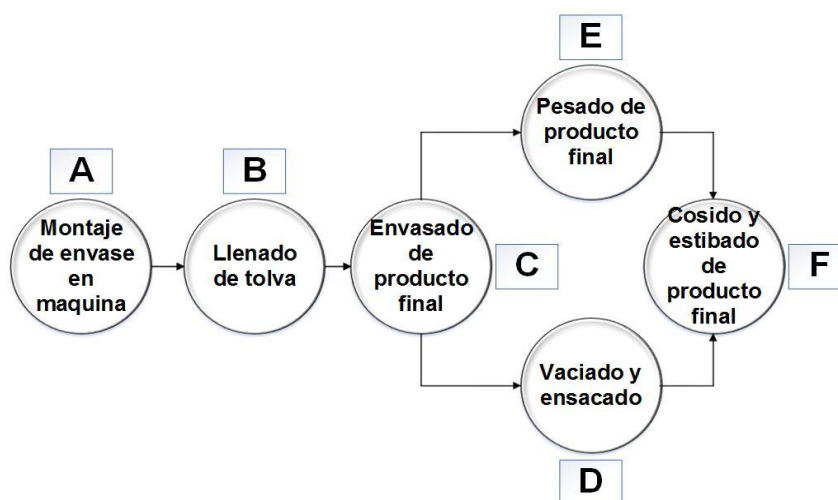 E
Pesado de
producto
final
A
Montaje
de envase
en
maquina
B
Llenado
de tolva
Envasado
de
producto
final
C
Cosido y
estibado
de
producto
final
F
Vaciado y
ensacado
D